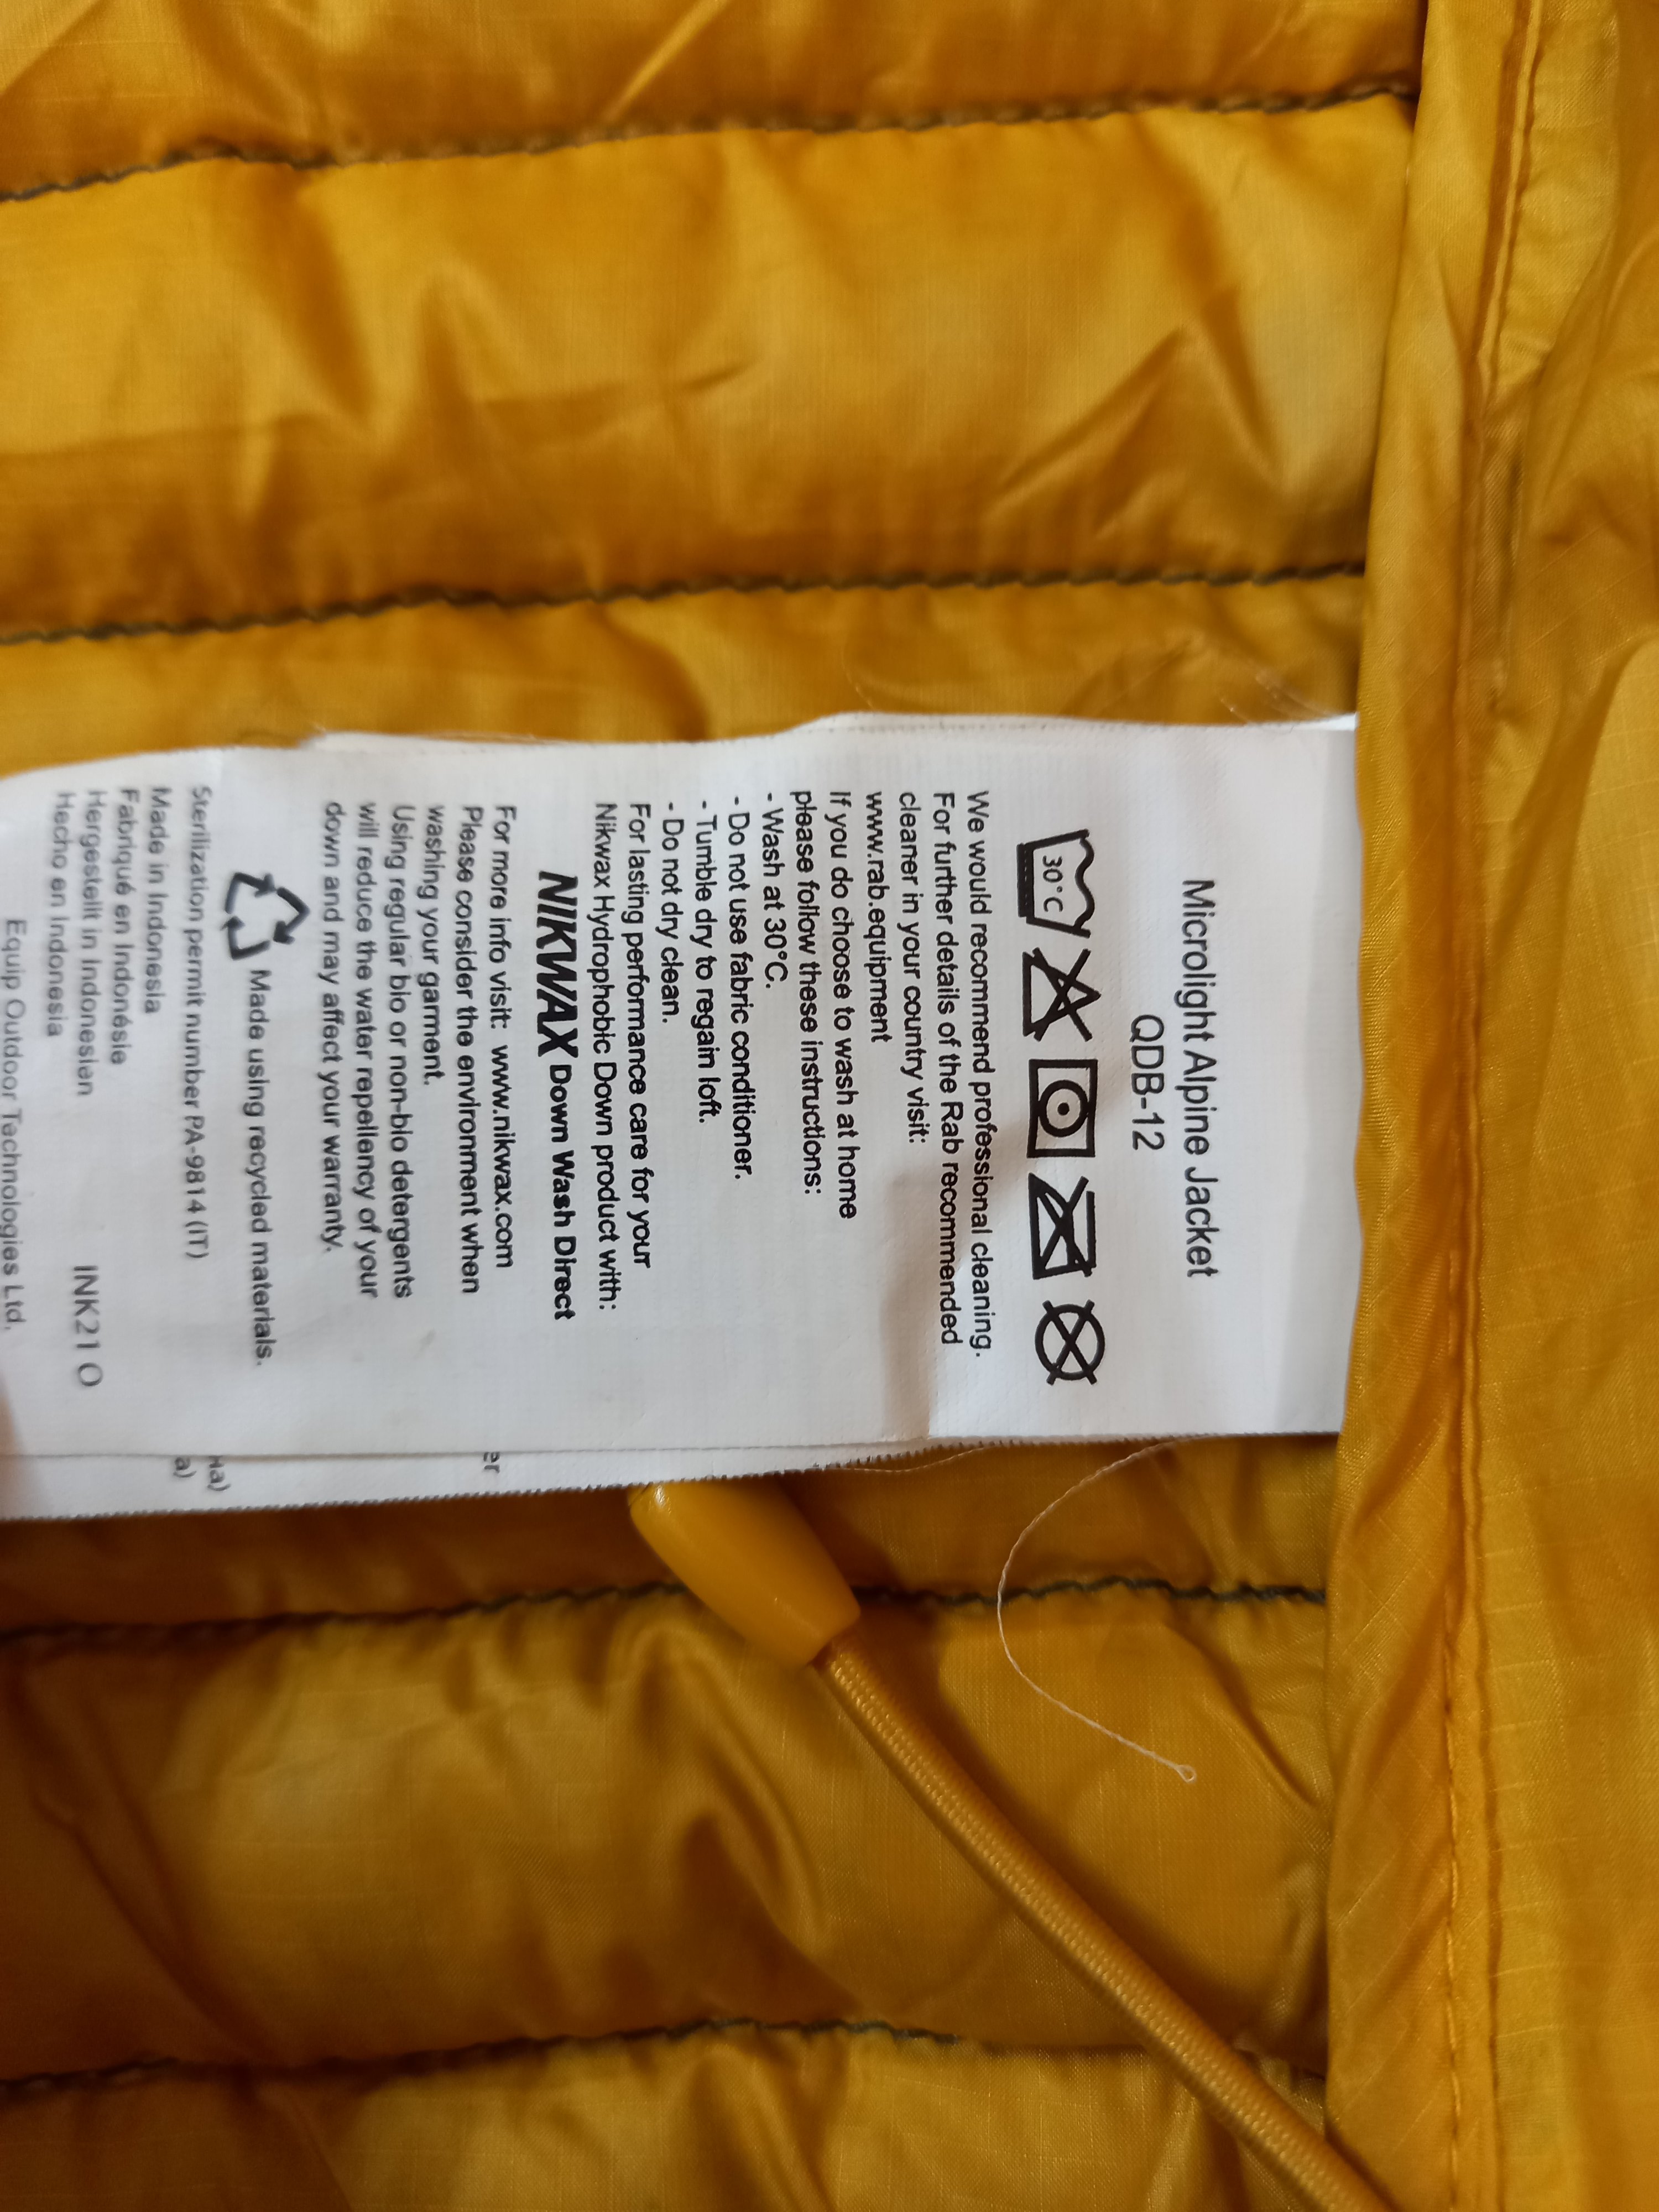 Microlight Alpine Jacket
QDB-12
30°C
We would recommend professional cleaning.
For further details of the Rab recommended
cleaner in your country visit:
www.rab.equipment
If you do choose to wash at home
please follow these instructions:
- Wash at 30°C.
- Do not use fabric conditioner.
- Tumble dry to regain loft.
- Do not dry clean.
For lasting performance care for your
Nikwax Hydrophobic Down product with:
NIKWAX Down Wash Direct
For more info visit: www.nikwax.com
Please consider the environment when
washing your garment.
Using regular bio or non-bio detergents
will reduce the water repellency of your
down and may affect your warranty.
Made using recycled materials.
Sterilization permit number PA-9814 (IT)
Made in Indonesia
Fabriqué en Indonésie
Hergestellt in Indonesien
Hecho en Indonesia
INK21 O
Equip Outdoor Technologies Ltd,
er
на)
a)